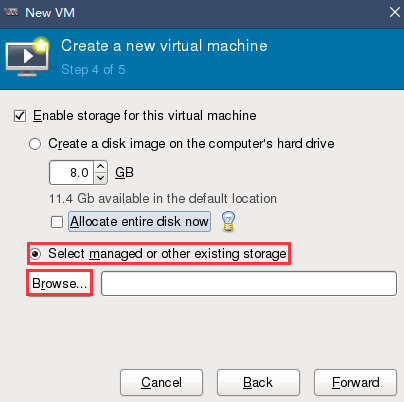 New VM
Create a new virtual machine
Step 4 of 5
Enable storage for this virtual machine
Create a disk image on the computer's hard drive
8.0 GB
11.4 Gb available in the default location
Allocate entire disk now
Select managed or other existing storage
Browse...
Cancel Back Forward